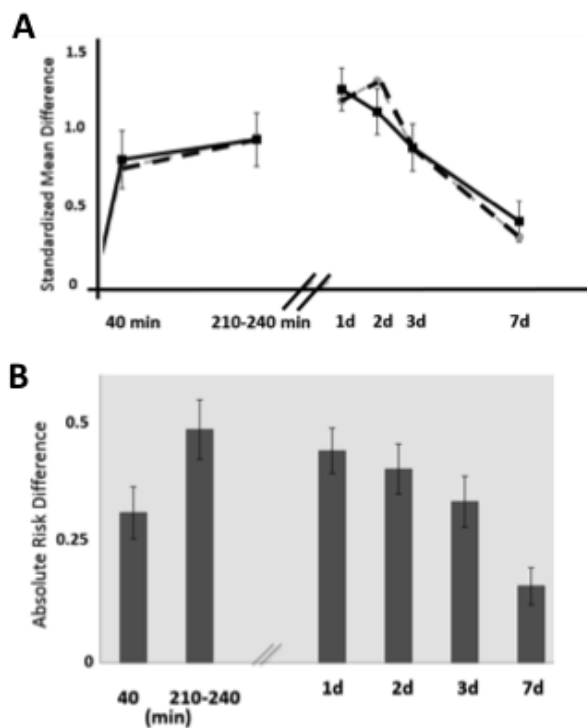 A
Standardized Mean Difference
1.5
1.0
0.5
0
40 min
210-240 min
1d
2d
3d
7d
B
Absolute Risk Difference
0.5
0.25
0
40
210-240
(min)
1d
2d
3d
7d